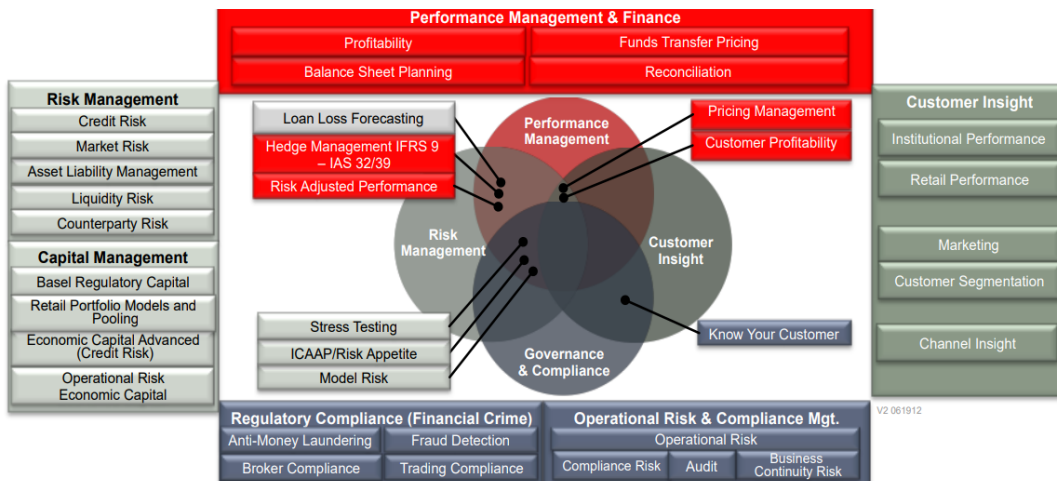 Performance Management & Finance
Profitability
Funds Transfer Pricing
Balance Sheet Planning
Reconciliation
Risk Management
Credit Risk
Market Risk
Asset Liability Management
Liquidity Risk
Counterparty Risk
Capital Management
Basel Regulatory Capital
Retail Portfolio Models and
Pooling
Economic Capital Advanced
(Credit Risk)
Operational Risk
Economic Capital
Loan Loss Forecasting
Hedge Management IFRS 9
– IAS 32/39
Risk Adjusted Performance
Performance
Management
Pricing Management
Customer Profitability
Risk
Management
Customer
Insight
Stress Testing
ICAAP/Risk Appetite
Model Risk
Governance
& Compliance
Know Your Customer
Customer Insight
Institutional Performance
Retail Performance
Marketing
Customer Segmentation
Channel Insight
V2 061912
Regulatory Compliance (Financial Crime)
Anti-Money Laundering
Fraud Detection
Broker Compliance
Trading Compliance
Operational Risk & Compliance Mgt.
Operational Risk
Compliance Risk
Audit
Business
Continuity Risk